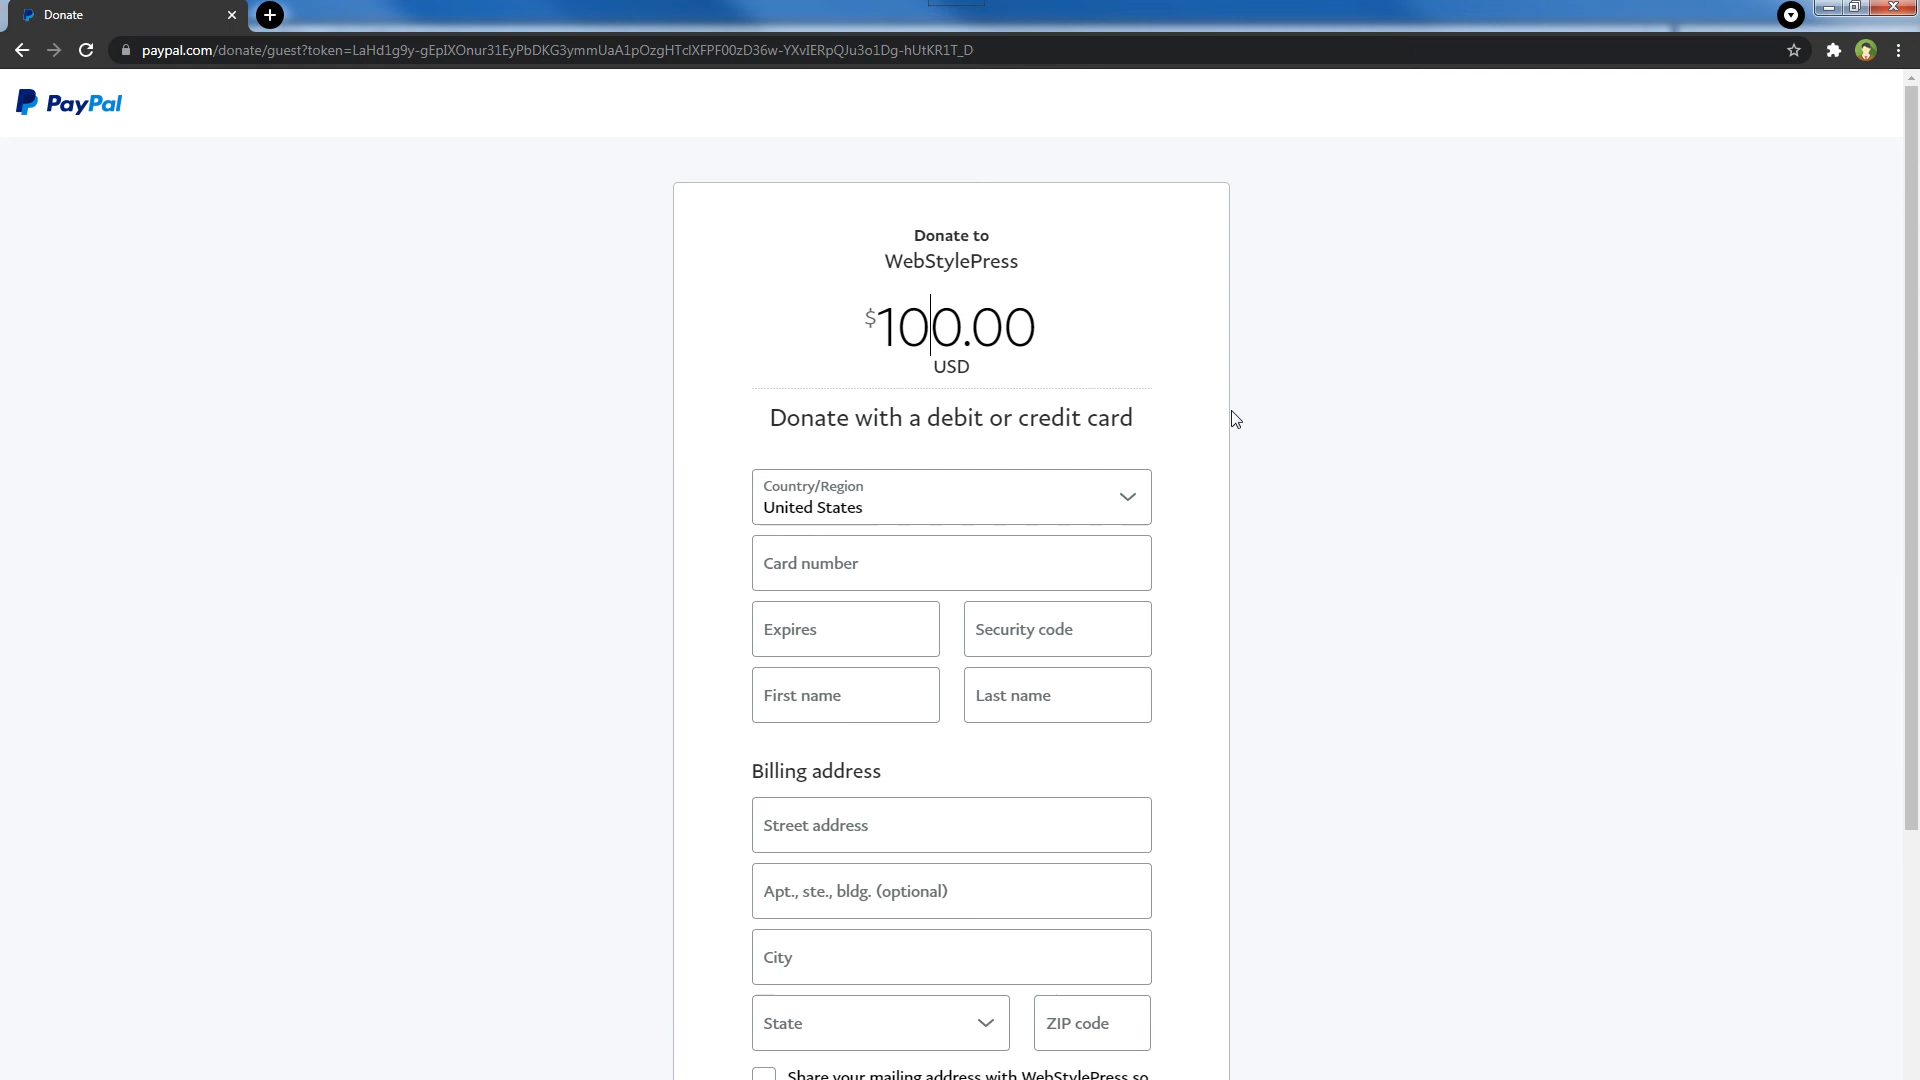 Donate
paypal.com/donate/guest?token=LaHd1g9y-gEpIXOnur31EyPbDKG3ymmUaA1pOzgHTclXFPF00zD36w-YXvIERpQJu3o1Dg-hUtKR1T_D
PayPal
Donate to
WebStylePress
$100.00
USD
Donate with a debit or credit card
Country/Region
United States
Card number
Expires
Security code
First name
Last name
Billing address
Street address
Apt., ste., bldg. (optional)
City
State
ZIP code
Share your mailing address with WebStylePress so